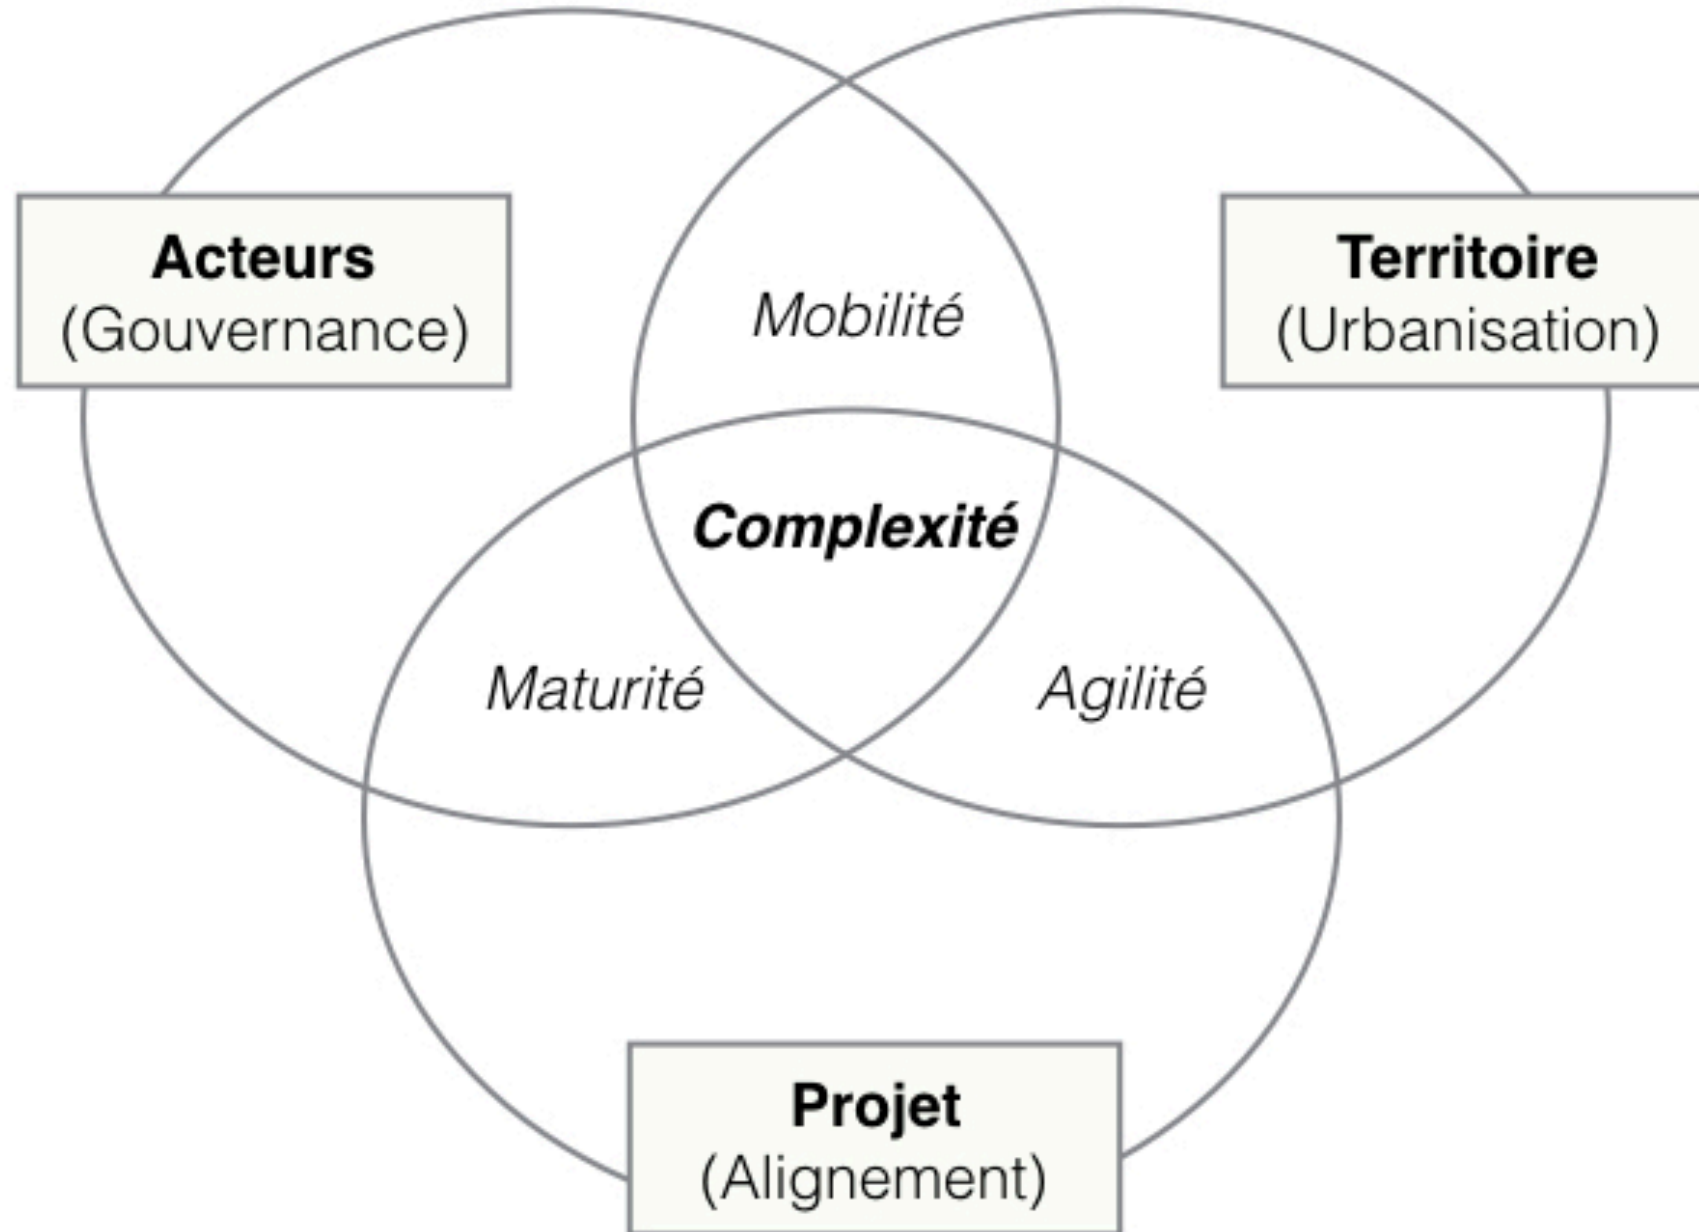 Acteurs
(Gouvernance)
Territoire
(Urbanisation)
Mobilité
Complexité
Maturité
Agilité
Projet
(Alignement)